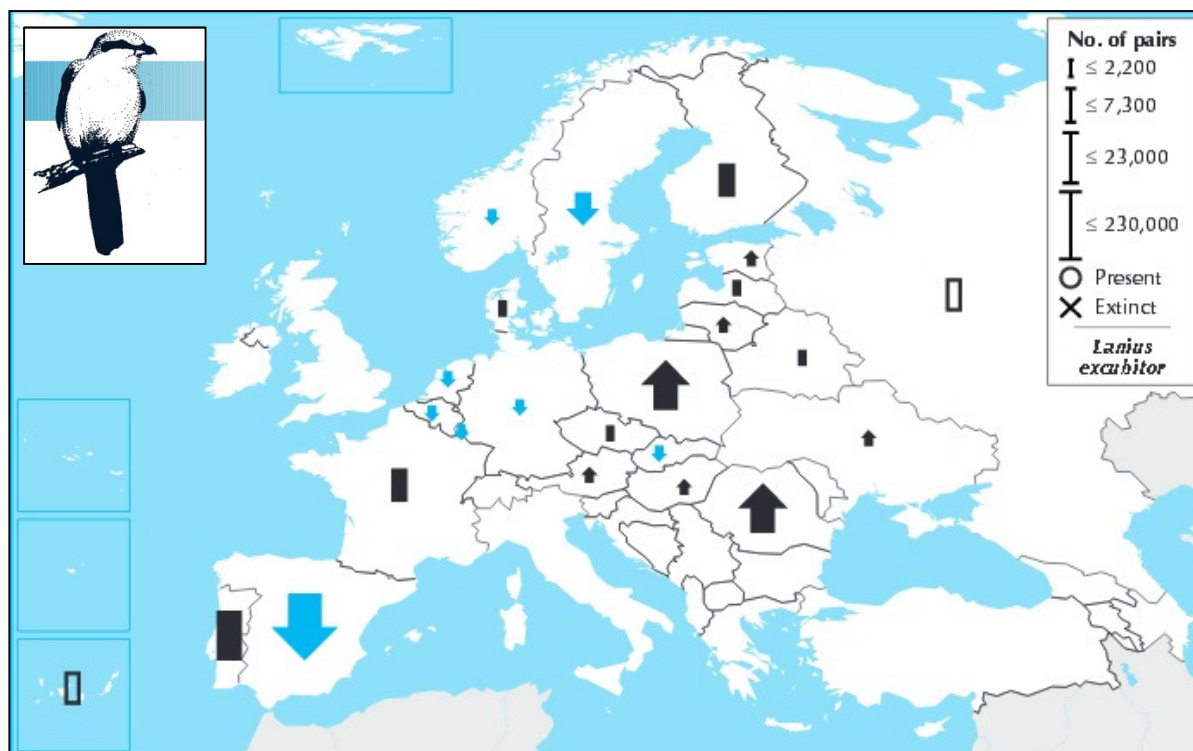 No. of pairs
≤ 2,200
≤ 7,300
≤ 23,000
≤ 230,000
Present
Extinct
Lanius
excubitor